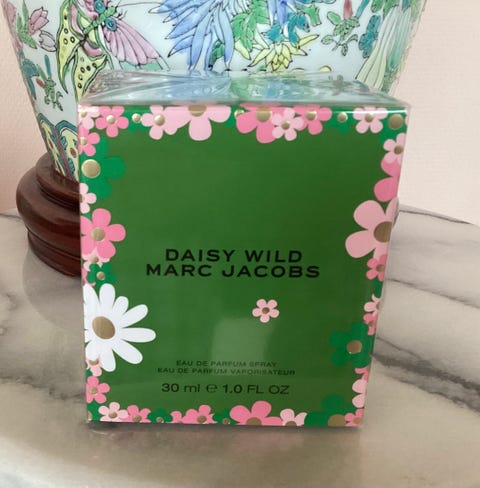 DAISY WILD
MARC JACOBS
EAU DE PARFUM SPRAY
EAU DE PARFUM VAPORISATEUR
30 ml ℮ 1.0 FL OZ